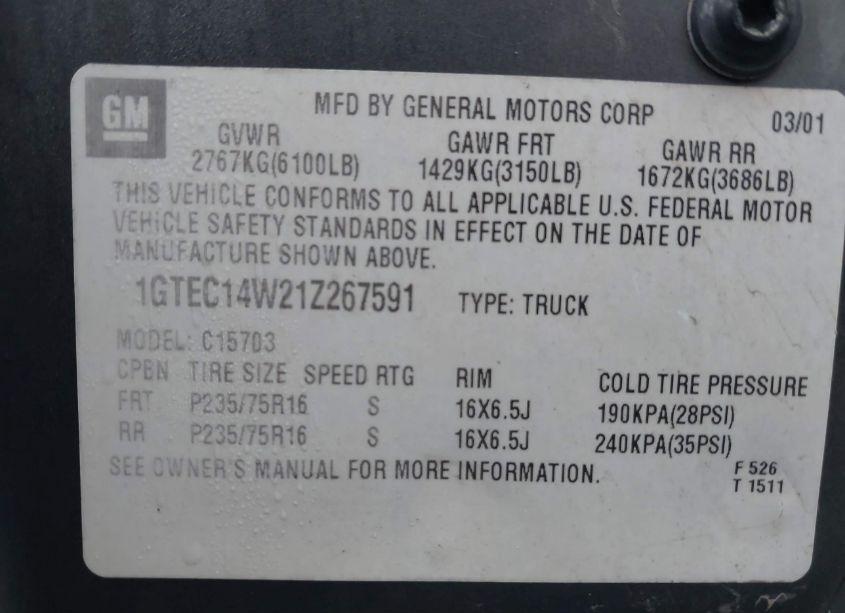 GM
MFD BY GENERAL MOTORS CORP 03/01
GVWR GAWR FRT GAWR RR
2767KG(6100LB) 1429KG(3150LB) 1672KG(3686LB)
THIS VEHICLE CONFORMS TO ALL APPLICABLE U.S. FEDERAL MOTOR
VEHICLE SAFETY STANDARDS IN EFFECT ON THE DATE OF
MANUFACTURE SHOWN ABOVE.
1GTEC14W21Z267591 TYPE: TRUCK
MODEL: C15703
CPBN TIRE SIZE SPEED RTG RIM COLD TIRE PRESSURE
FRT P235/75R16 S 16X6.5J 190KPA(28PSI)
RR P235/75R16 S 16X6.5J 240KPA(35PSI)
SEE OWNER'S MANUAL FOR MORE INFORMATION.
F 526
T 1511